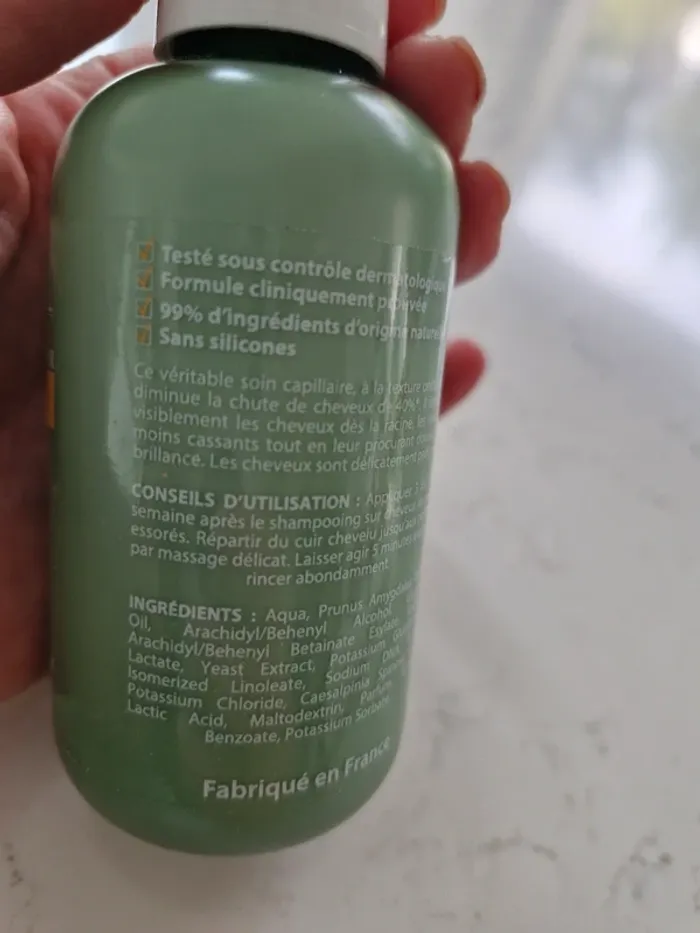 Testé sous contrôle dermatologique
Formule cliniquement prouvée
99% d'ingrédients d'origine naturelle
Sans silicones
Ce véritable soin capillaire, à la texture
diminue la chute de cheveux de 40%*
visiblement les cheveux dès la racine, les
moins cassants tout en leur procurant
brillance. Les cheveux sont délicatement
CONSEILS D'UTILISATION : Appliquer
semaine après le shampooing sur cheveux
essorés. Répartir du cuir chevelu jusqu'aux
par massage délicat. Laisser agir 5 minutes
rincer abondamment.
INGRÉDIENTS : Aqua, Prunus Amygdalus
Oil, Arachidyl/Behenyl Alcohol,
Arachidyl/Behenyl Betainate Esylate,
Lactate, Yeast Extract, Potassium
Isomerized Linoleate, Sodium DNA,
Potassium Chloride, Caesalpinia Spinosa
Lactic Acid, Maltodextrin, Parfum,
Benzoate, Potassium Sorbate
Fabriqué en France